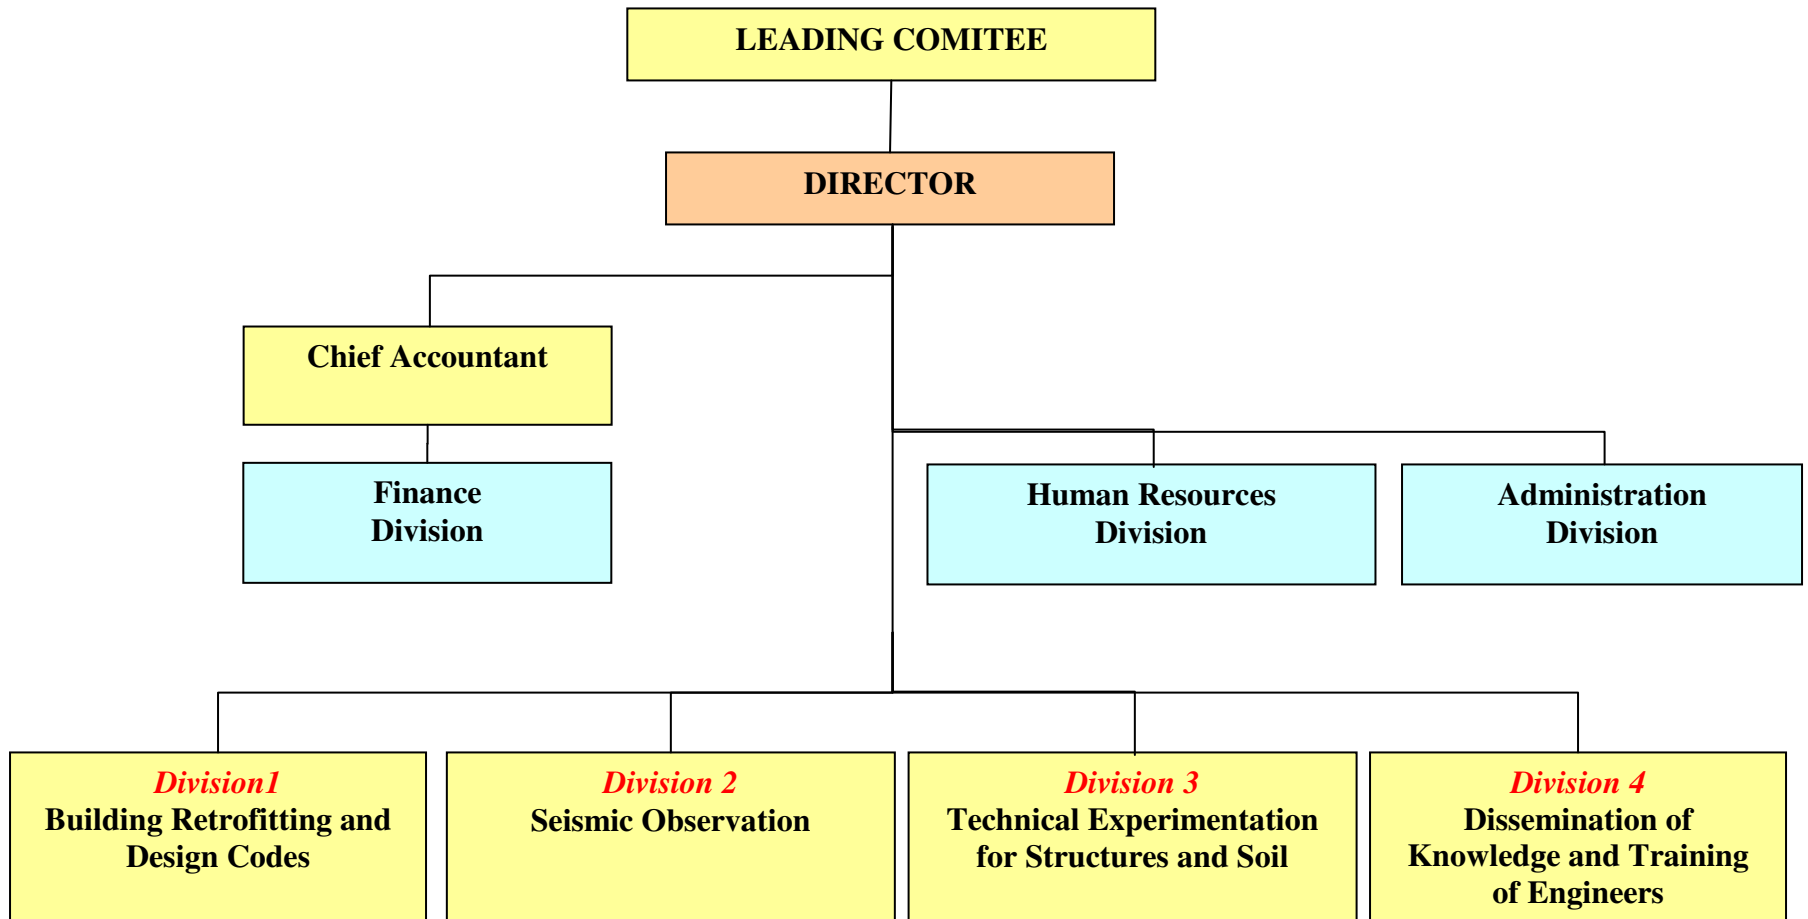 LEADING COMITEE
DIRECTOR
Chief Accountant
Finance
Division
Human Resources
Division
Administration
Division
Division1
Building Retrofitting and
Design Codes
Division 2
Seismic Observation
Division 3
Technical Experimentation
for Structures and Soil
Division 4
Dissemination of
Knowledge and Training
of Engineers